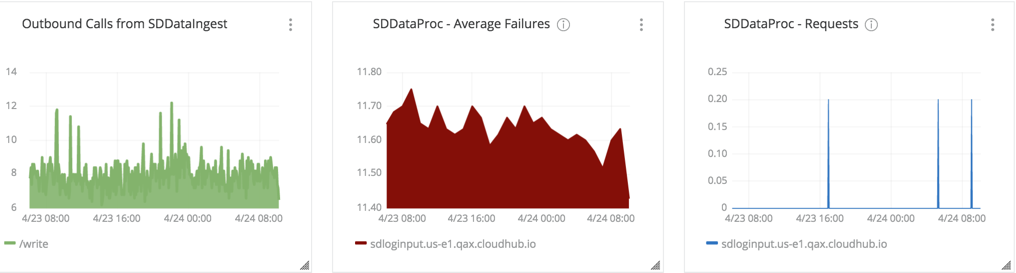 Outbound Calls from SDDataIngest
14
12
10
8
6
4/23 08:00 4/23 16:00 4/24 00:00 4/24 08:00
/write
SDDataProc - Average Failures
11.80
11.70
11.60
11.50
11.40
4/23 08:00 4/23 16:00 4/24 00:00 4/24 08:00
sdloginput.us-e1.qax.cloudhub.io
SDDataProc - Requests
0.25
0.20
0.15
0.10
0.05
0
4/23 08:00 4/23 16:00 4/24 00:00 4/24 08:00
sdloginput.us-e1.qax.cloudhub.io